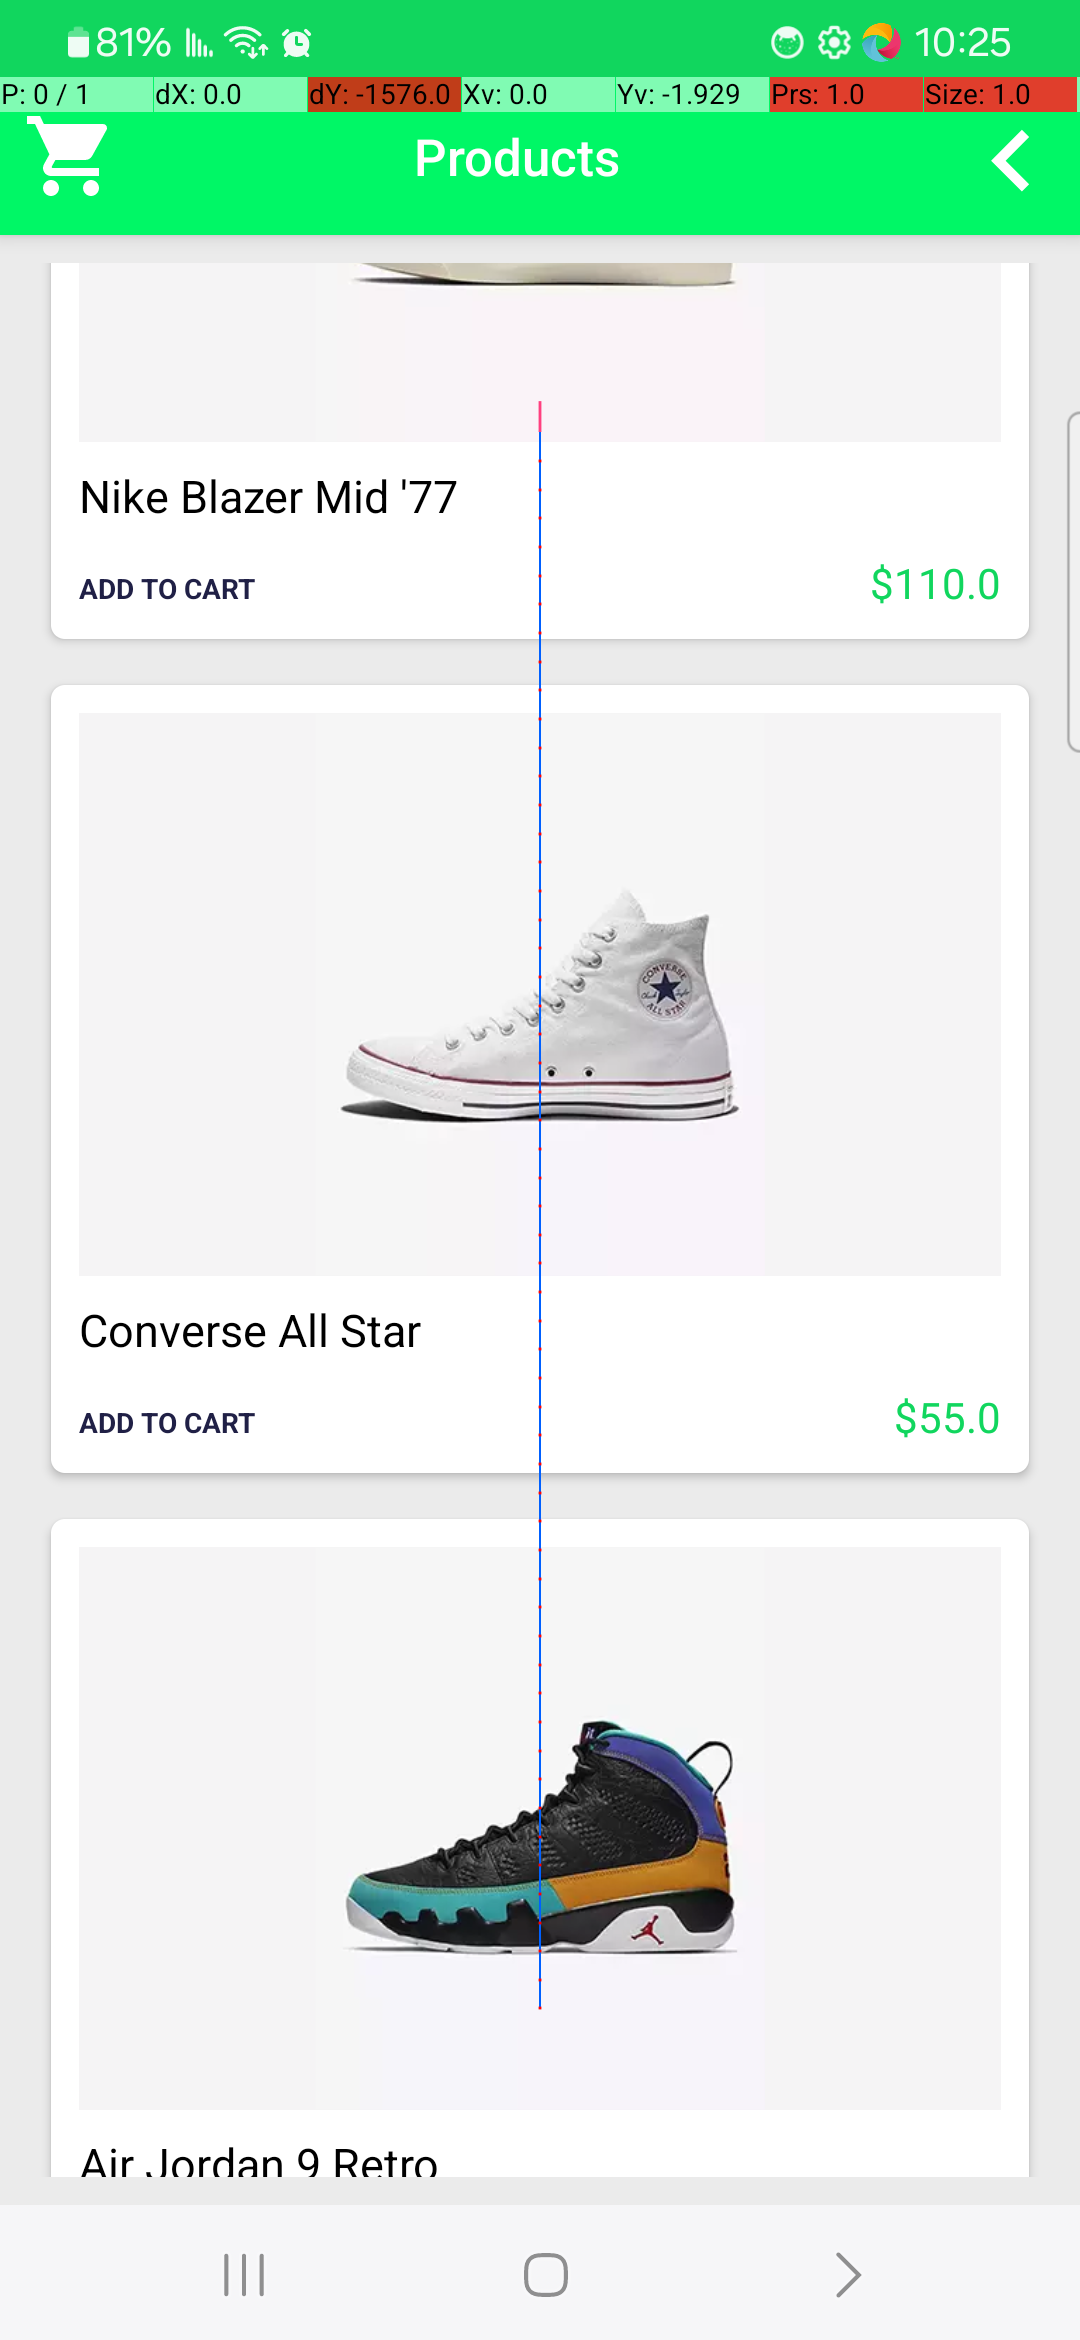 81% 10:25
P: 0 / 1 dX: 0.0 dY: -1576.0 Xv: 0.0 Yv: -1.929 Prs: 1.0 Size: 1.0
Products
Nike Blazer Mid '77
ADD TO CART $110.0
CONVERSE
ALL STAR
Converse All Star
ADD TO CART $55.0
Air Jordan 9 Retro